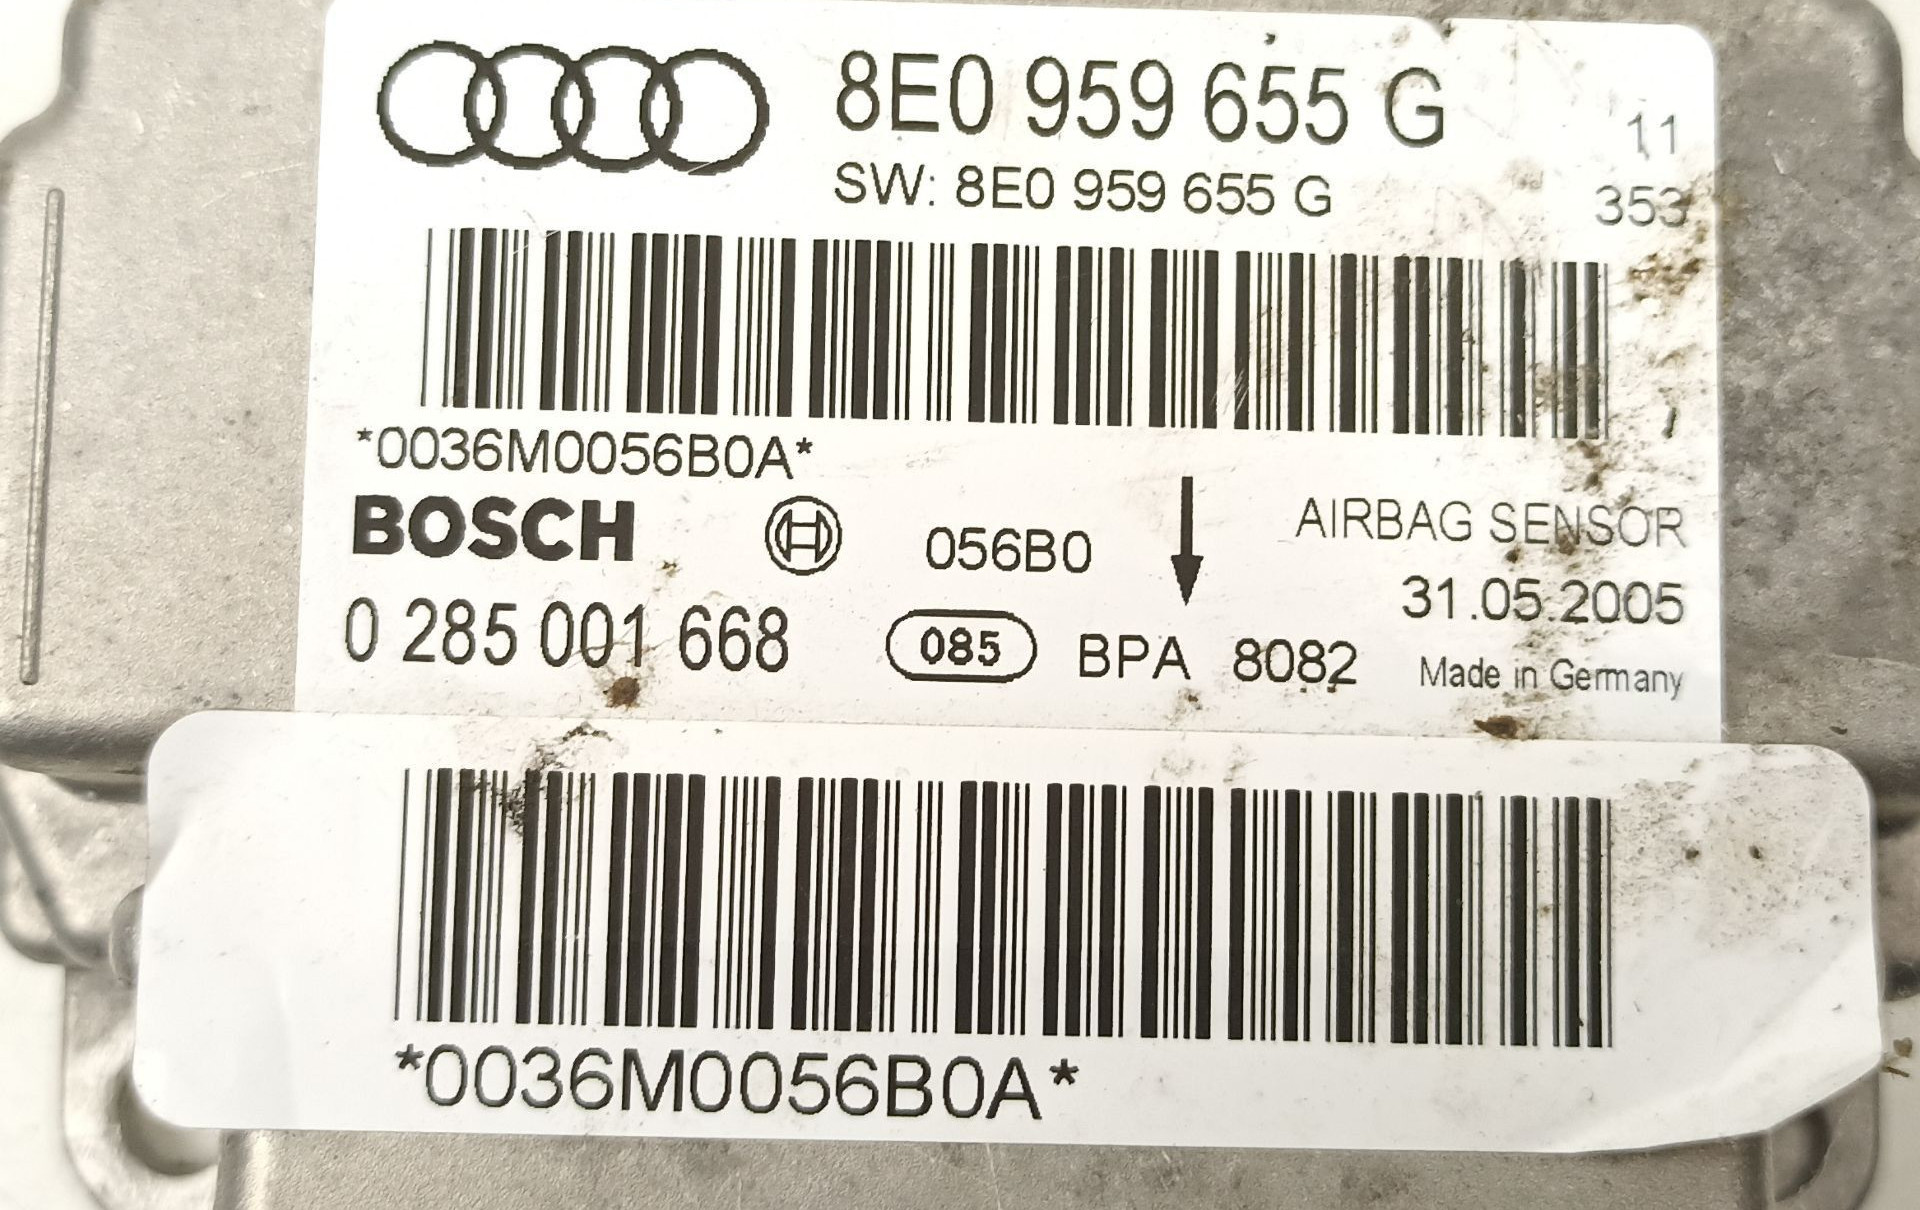 8E0 959 655 G
11
SW: 8E0 959 655 G
353
*0036M0056B0A*
BOSCH
056B0
AIRBAG SENSOR
31.05.2005
0 285 001 668
085
BPA 8082
Made in Germany
*0036M0056B0A*